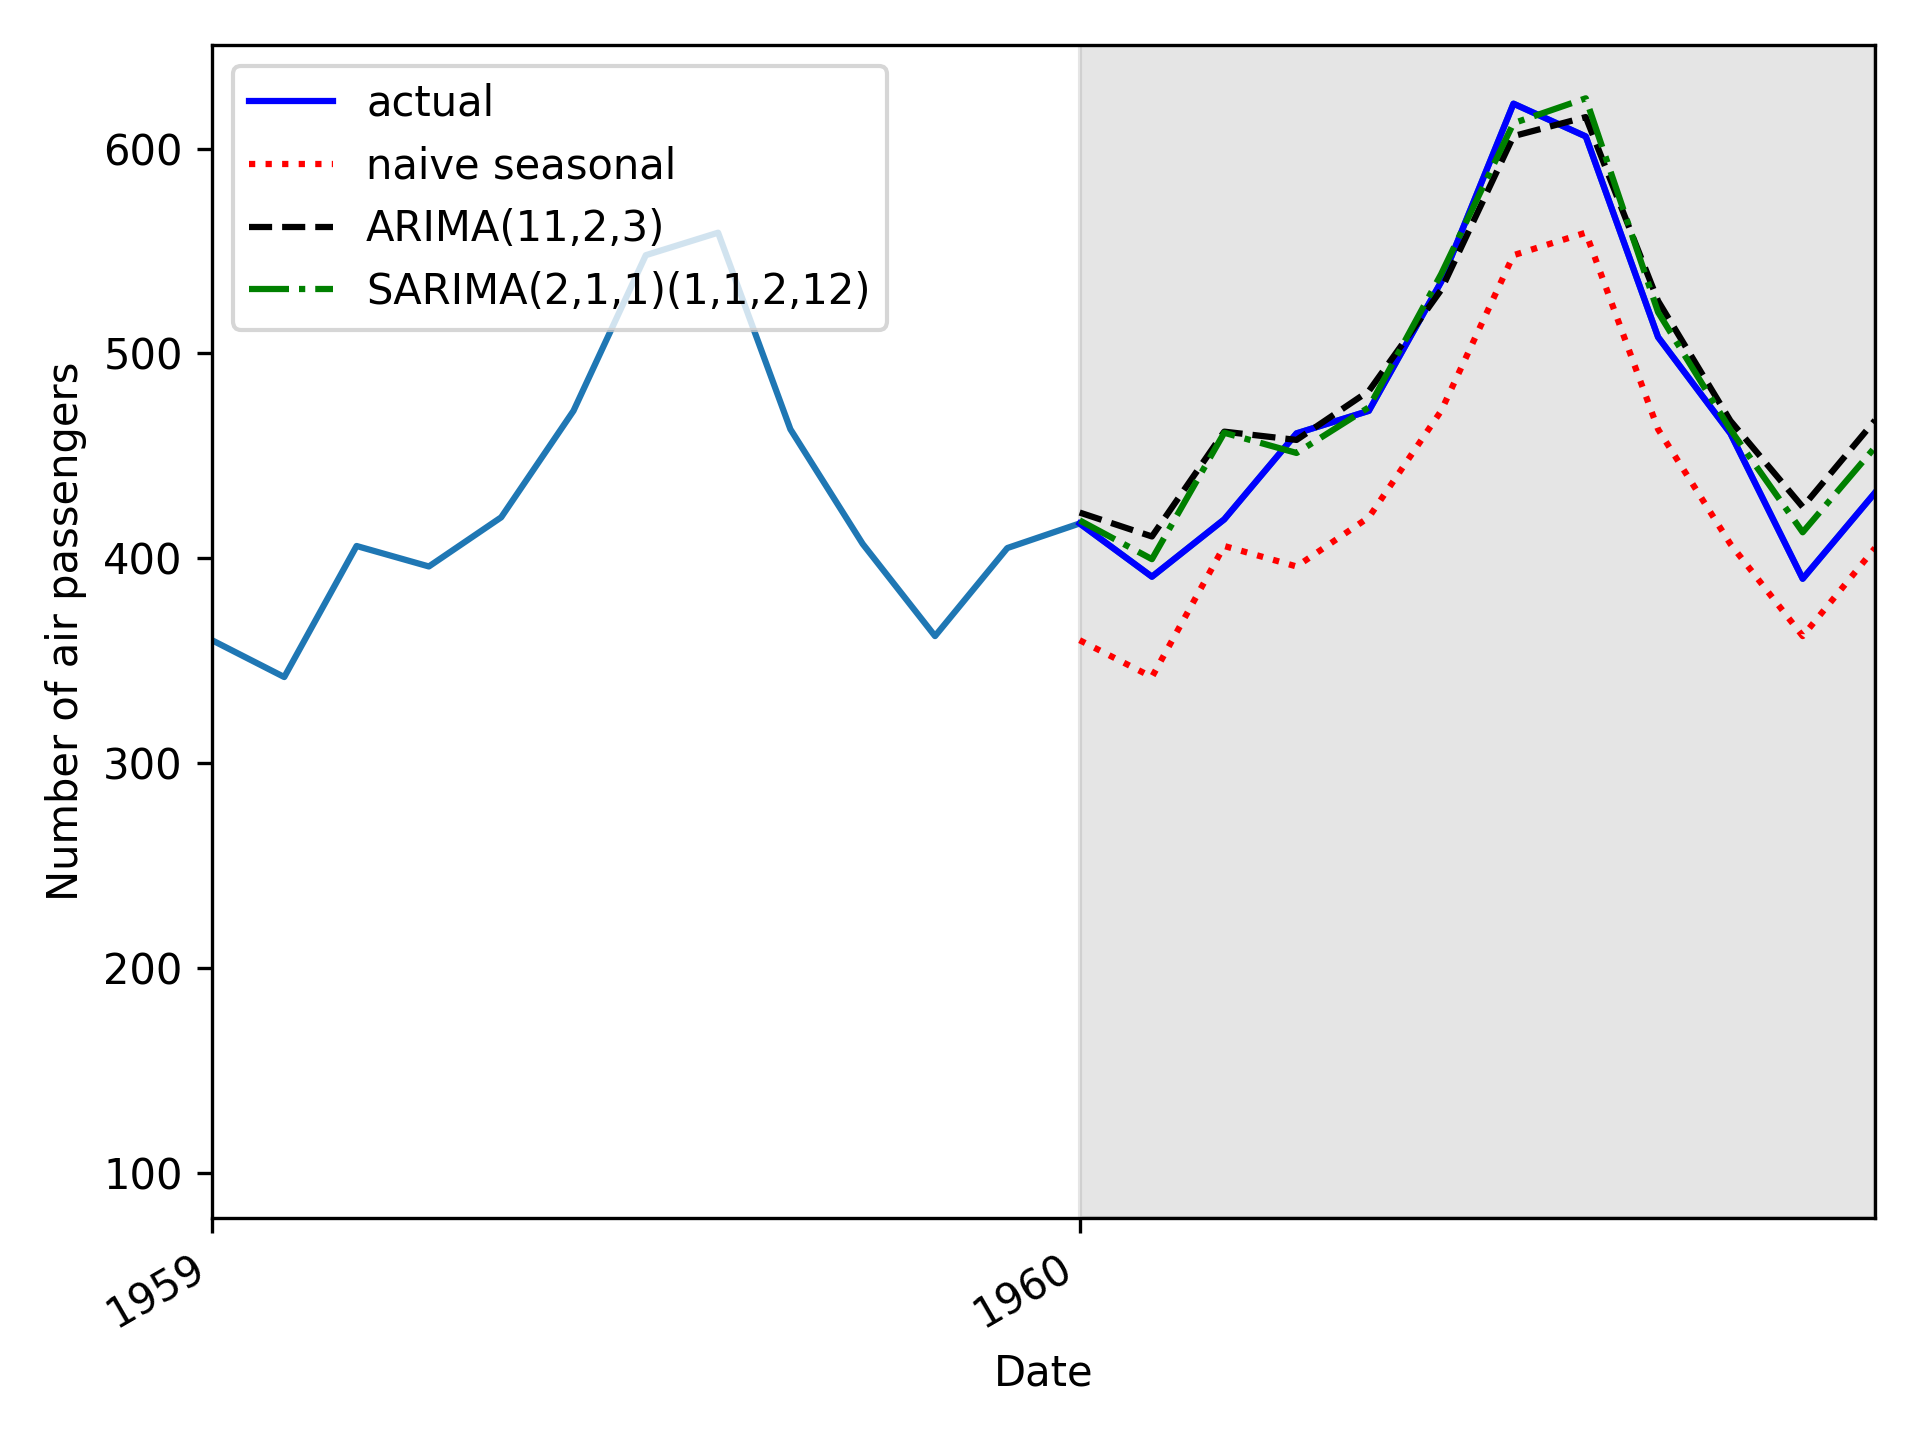 actual
naive seasonal
ARIMA(11,2,3)
SARIMA(2,1,1)(1,1,2,12)
600
500
400
300
200
100
Number of air passengers
1959
1960
Date